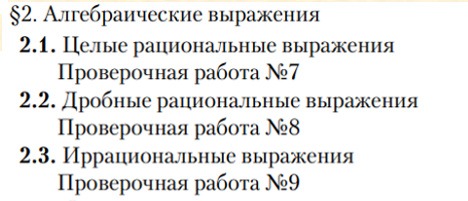 §2. Алгебраические выражения
2.1. Целые рациональные выражения
Проверочная работа №7
2.2. Дробные рациональные выражения
Проверочная работа №8
2.3. Иррациональные выражения
Проверочная работа №9